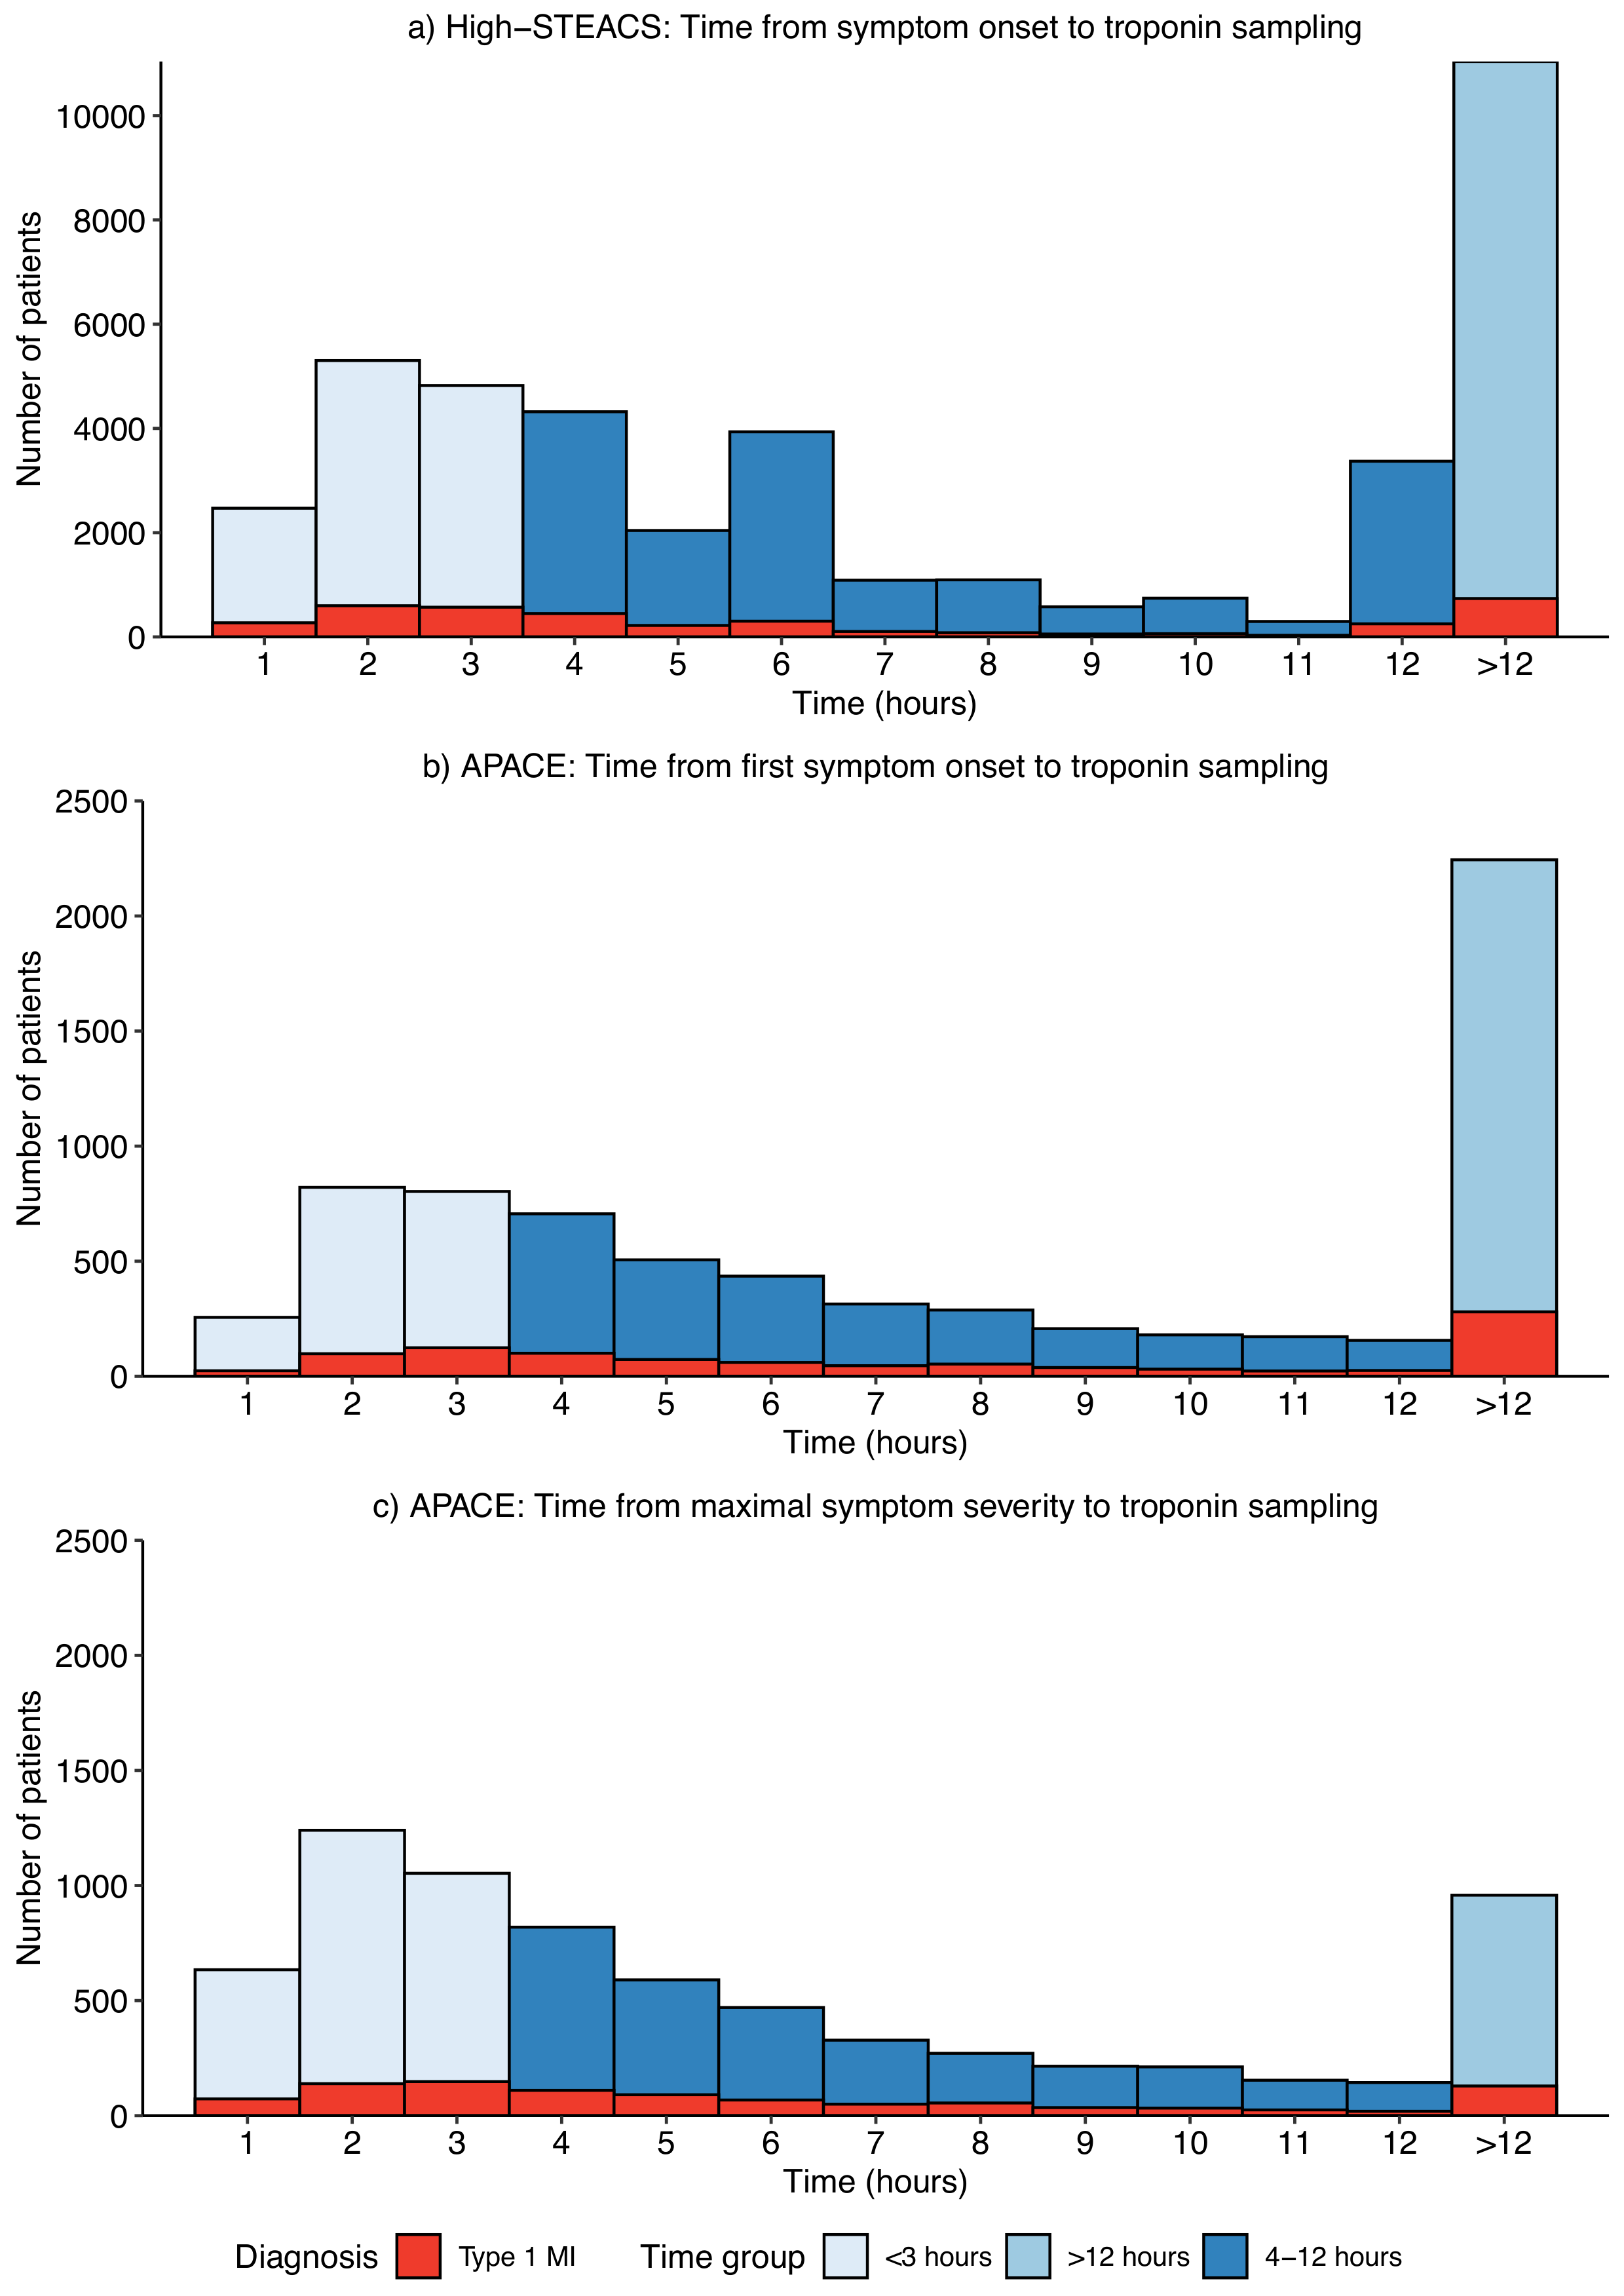 a) High−STEACS: Time from symptom onset to troponin sampling
Number of patients
10000
8000
6000
4000
2000
0
1 2 3 4 5 6 7 8 9 10 11 12 >12
Time (hours)
b) APACE: Time from first symptom onset to troponin sampling
Number of patients
2500
2000
1500
1000
500
0
1 2 3 4 5 6 7 8 9 10 11 12 >12
Time (hours)
c) APACE: Time from maximal symptom severity to troponin sampling
Number of patients
2500
2000
1500
1000
500
0
1 2 3 4 5 6 7 8 9 10 11 12 >12
Time (hours)
Diagnosis Type 1 MI Time group <3 hours >12 hours 4−12 hours